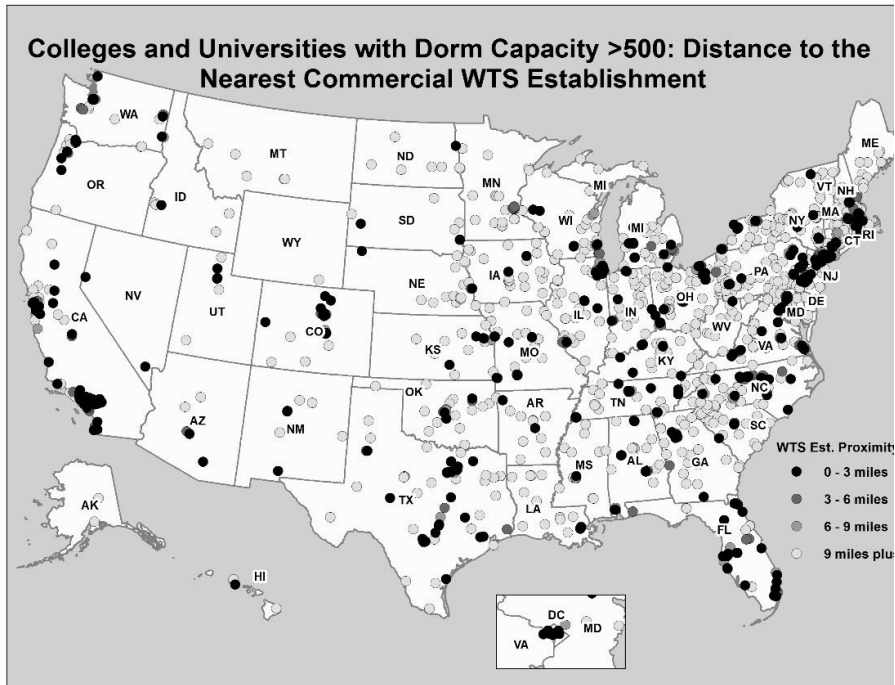 Colleges and Universities with Dorm Capacity >500: Distance to the
Nearest Commercial WTS Establishment
WA
OR
ID
MT
ND
MN
WI
MI
MI
ME
VT
NH
MA
NY
CT
RI
SD
WY
NE
IA
IL
IN
OH
PA
NJ
DE
MD
WV
VA
NV
UT
CO
CA
KS
MO
KY
NC
TN
SC
AZ
NM
OK
AR
MS
AL
GA
TX
LA
FL
AK
HI
WTS Est. Proximity
0 - 3 miles
3 - 6 miles
6 - 9 miles
9 miles plus
DC
MD
VA